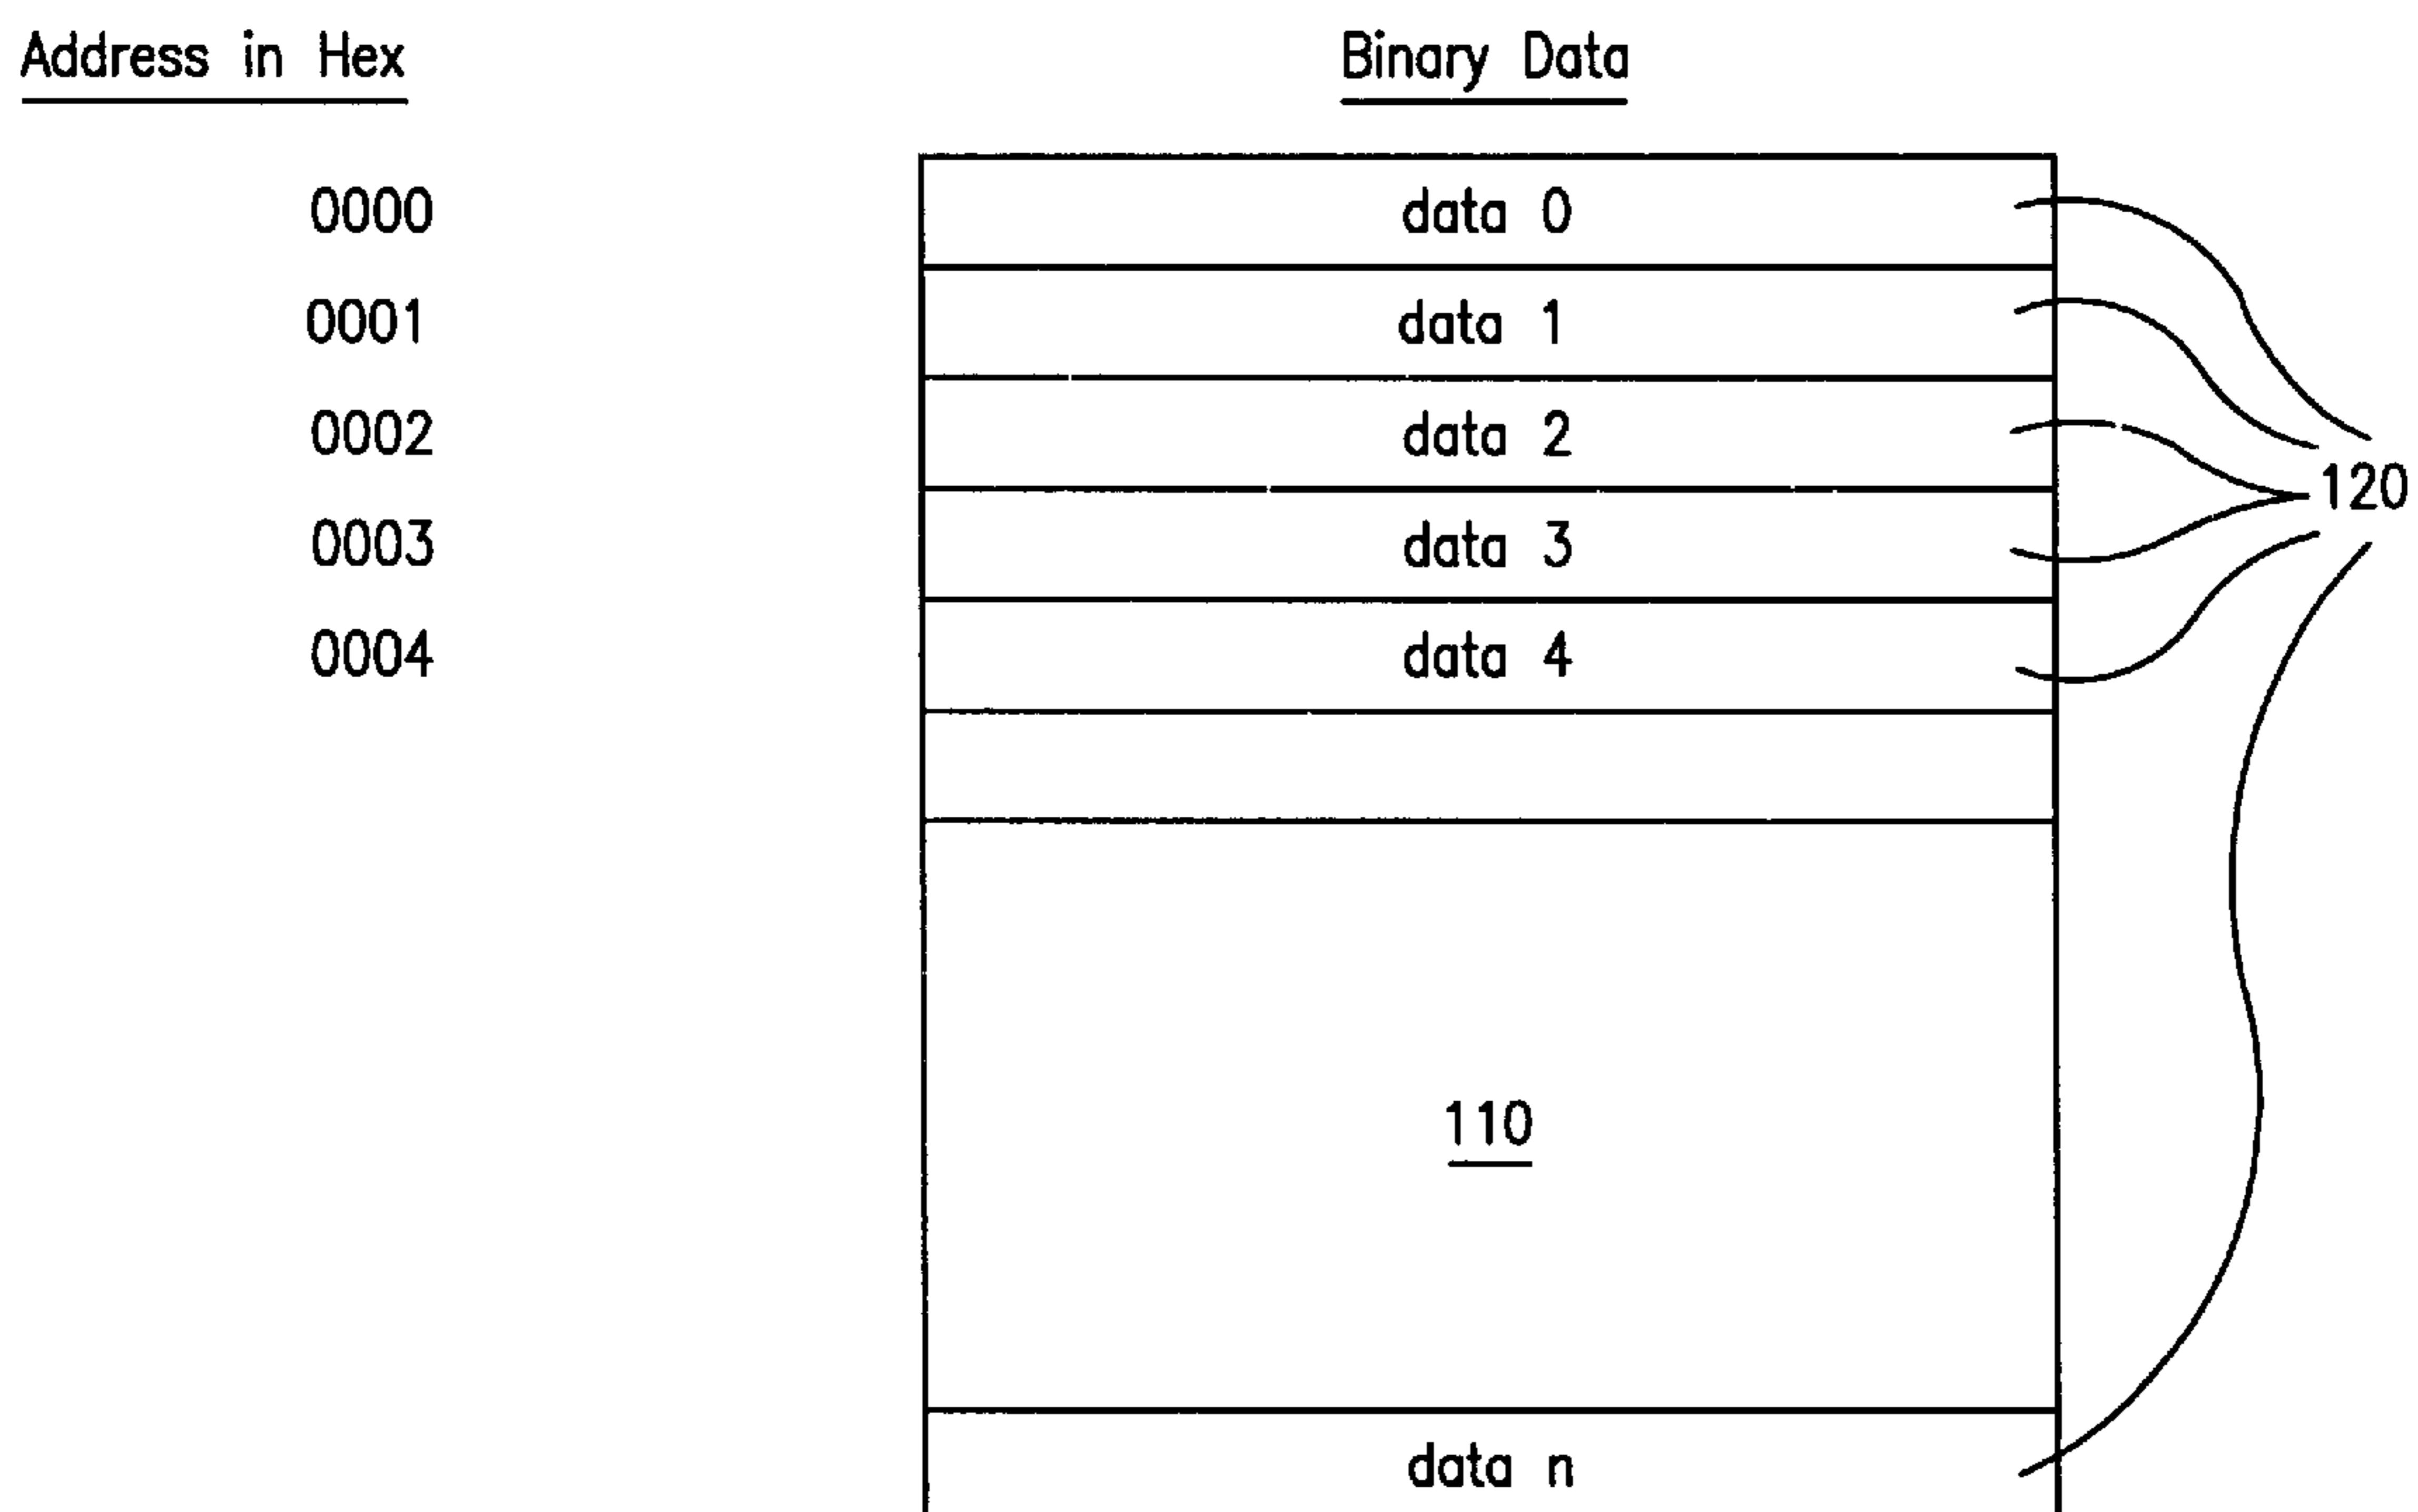 Address in Hex Binary Data
0000 data 0
0001 data 1
0002 data 2
120
0003 data 3
0004 data 4
110
data n